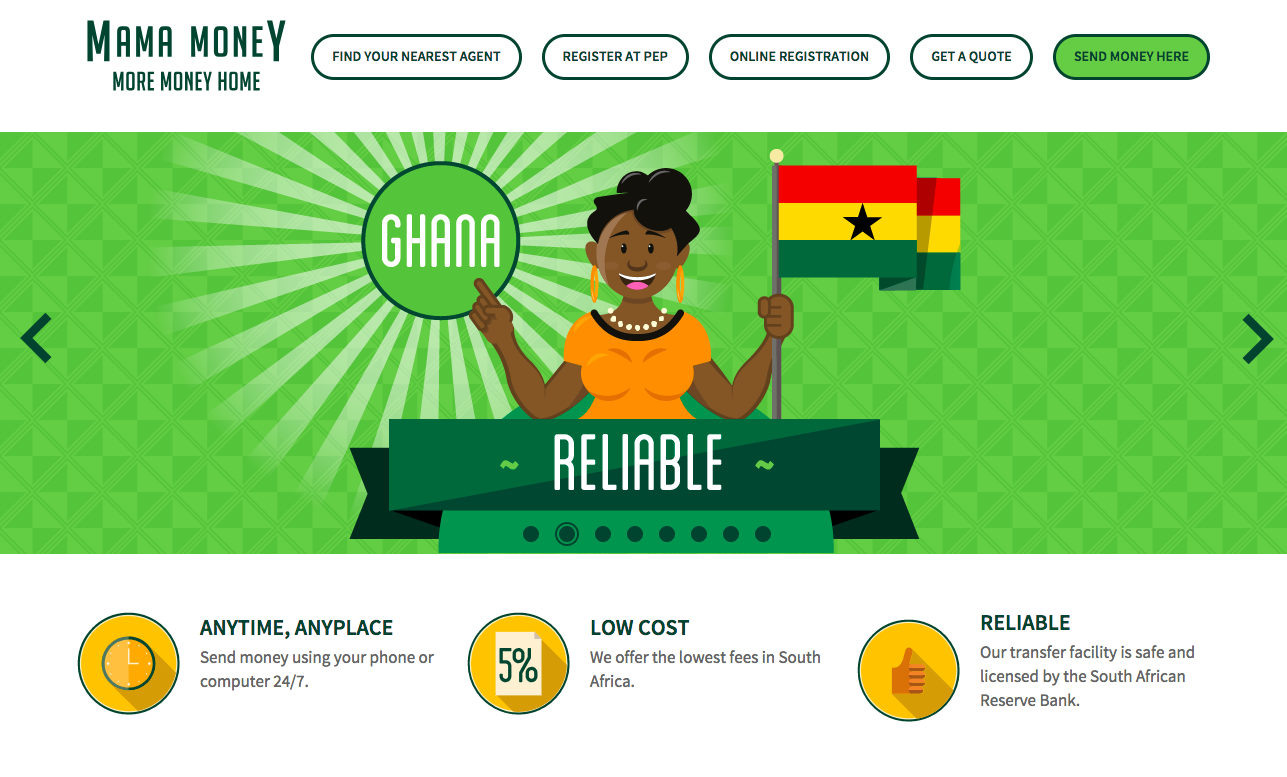 MAMA MONEY
MORE MONEY HOME
FIND YOUR NEAREST AGENT
REGISTER AT PEP
ONLINE REGISTRATION
GET A QUOTE
SEND MONEY HERE
GHANA
~ RELIABLE ~
ANYTIME, ANYPLACE
Send money using your phone or
computer 24/7.
5%
LOW COST
We offer the lowest fees in South
Africa.
RELIABLE
Our transfer facility is safe and
licensed by the South African
Reserve Bank.